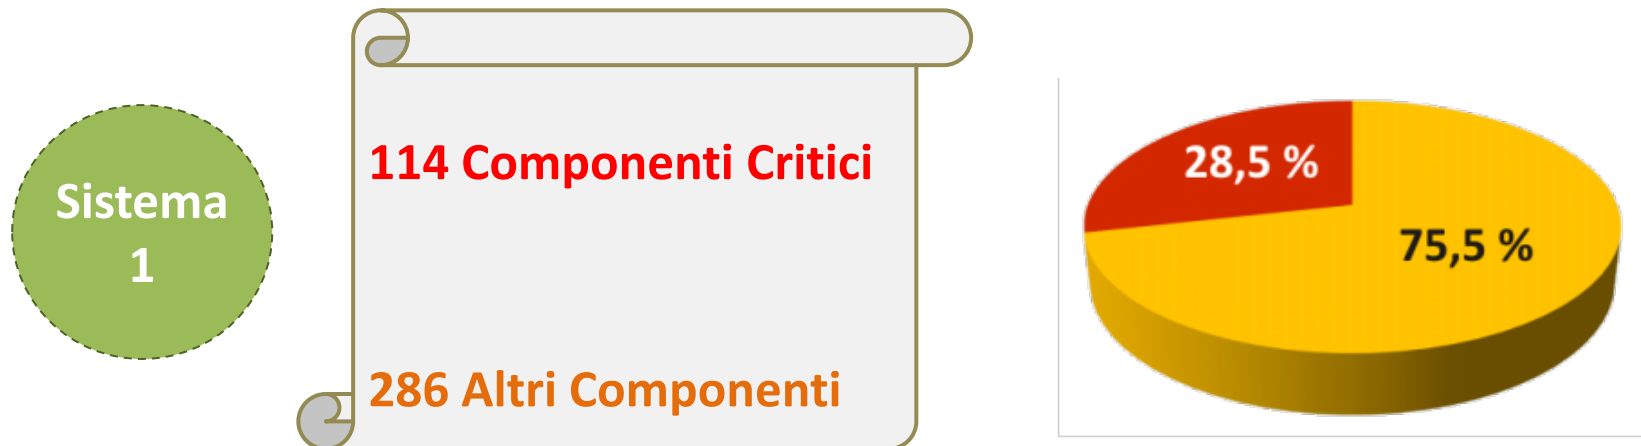 Sistema
1
114 Componenti Critici
286 Altri Componenti
28,5 %
75,5 %